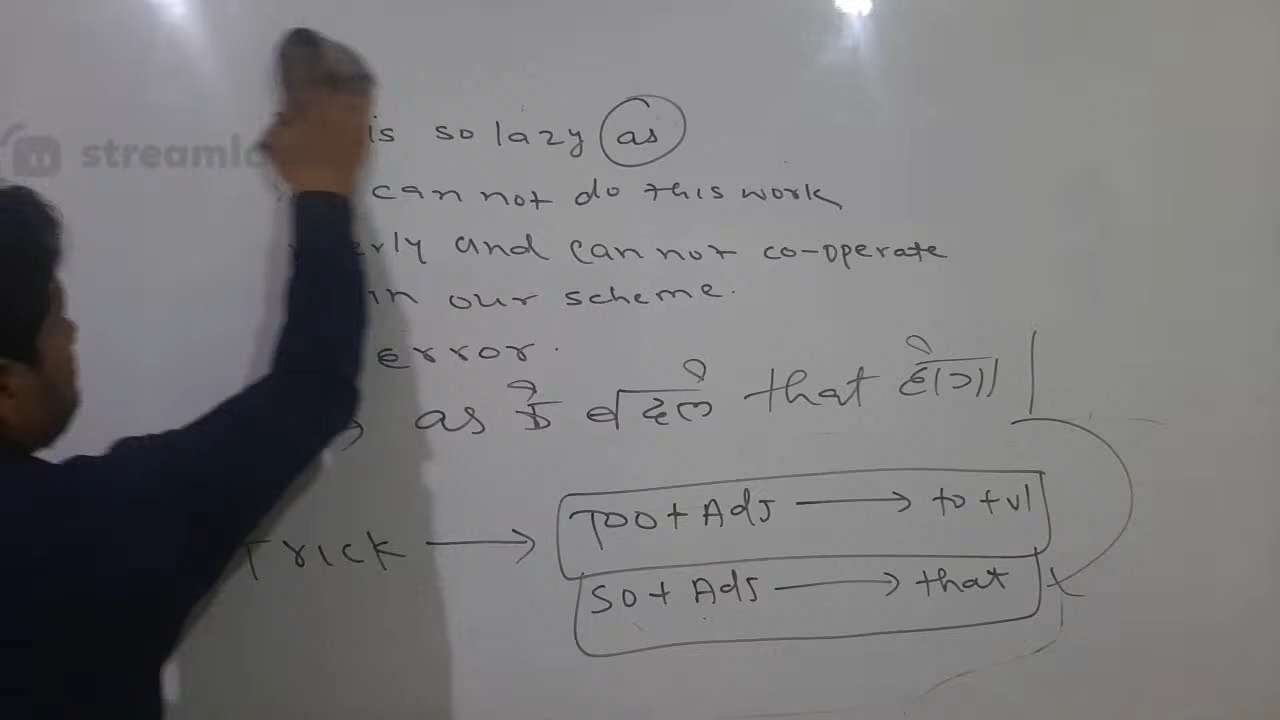 is so lazy as
can not do this work
erly and can not co-operate
in our scheme.
error.
as के बदले that होगा।
Trick → Too + Adj → to + v1
so + Adj → that